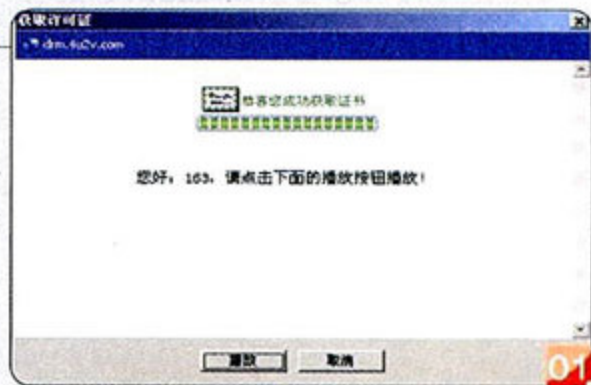 获取许可证
drm.4u2v.com
恭喜您成功获取证书
您好，163，请点击下面的播放按钮播放！
播放 取消
01